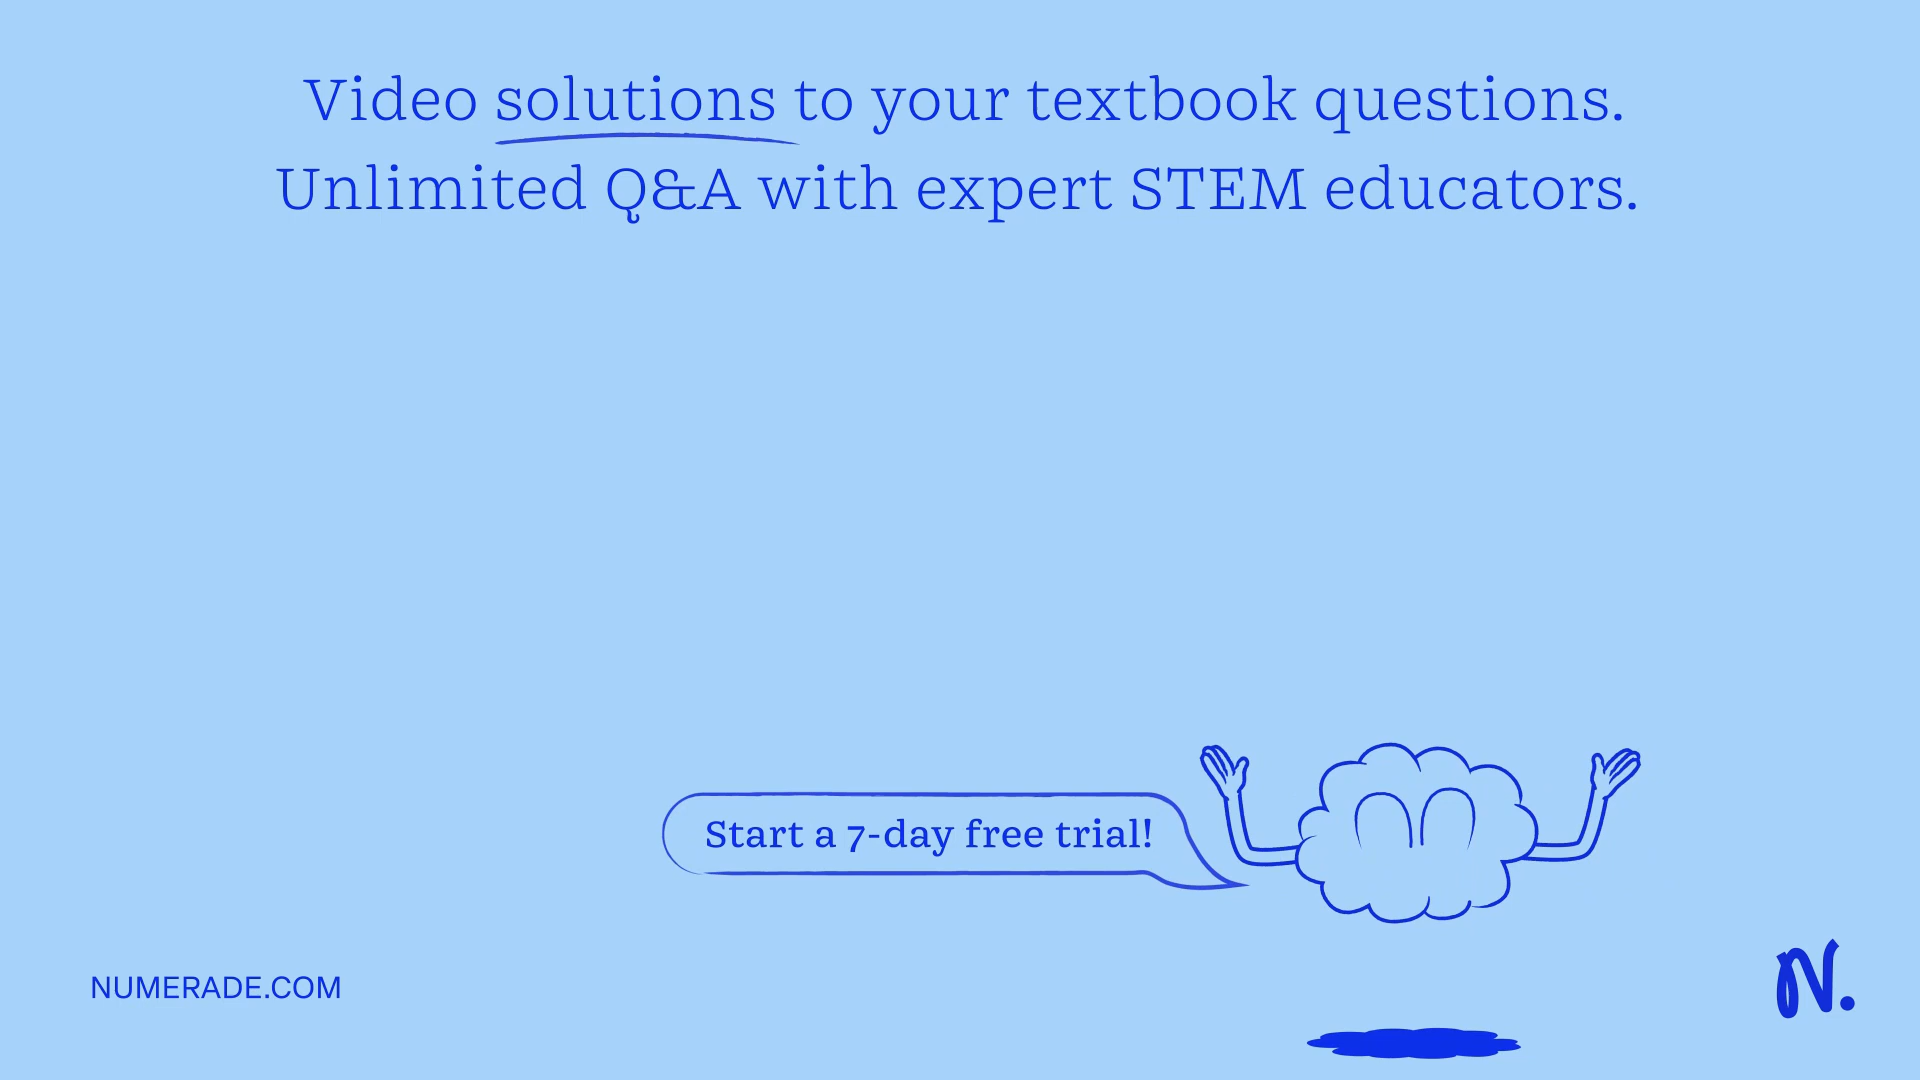 Video solutions to your textbook questions.
Unlimited Q&A with expert STEM educators.
Start a 7-day free trial!
NUMERADE.COM
N.